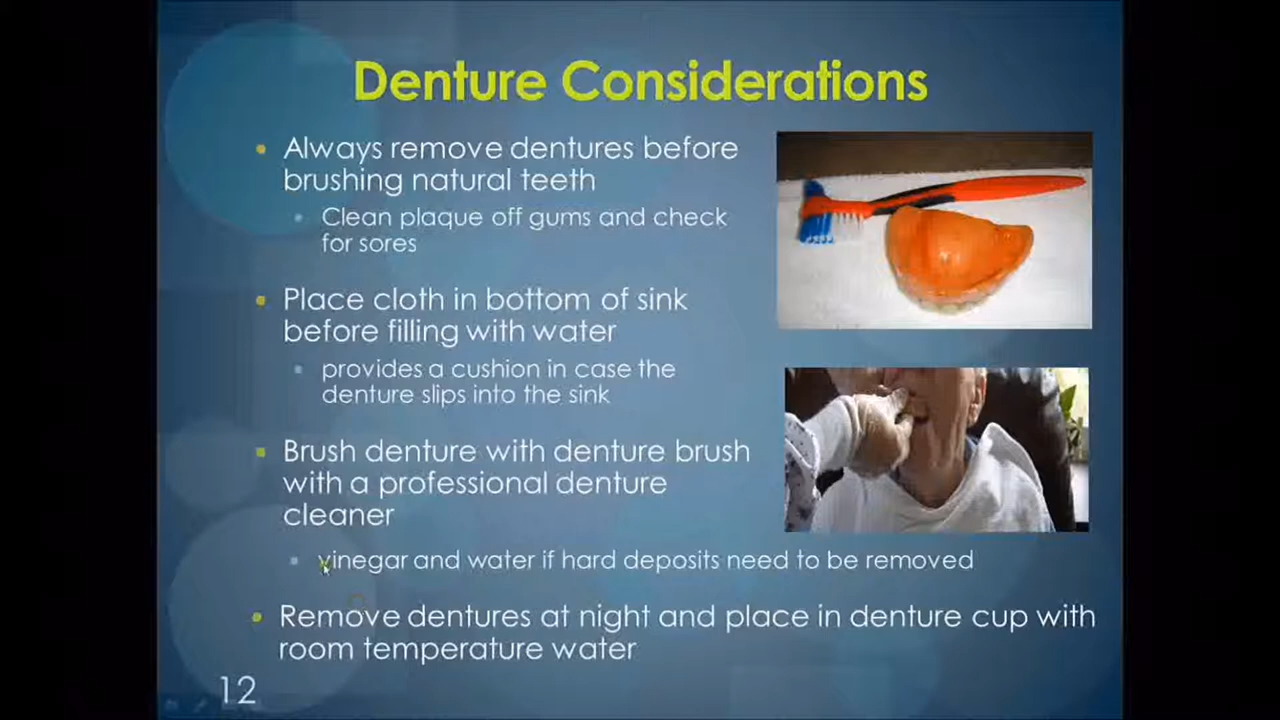 Denture Considerations
Always remove dentures before
brushing natural teeth
Clean plaque off gums and check
for sores
Place cloth in bottom of sink
before filling with water
provides a cushion in case the
denture slips into the sink
Brush denture with denture brush
with a professional denture
cleaner
vinegar and water if hard deposits need to be removed
Remove dentures at night and place in denture cup with
room temperature water
12